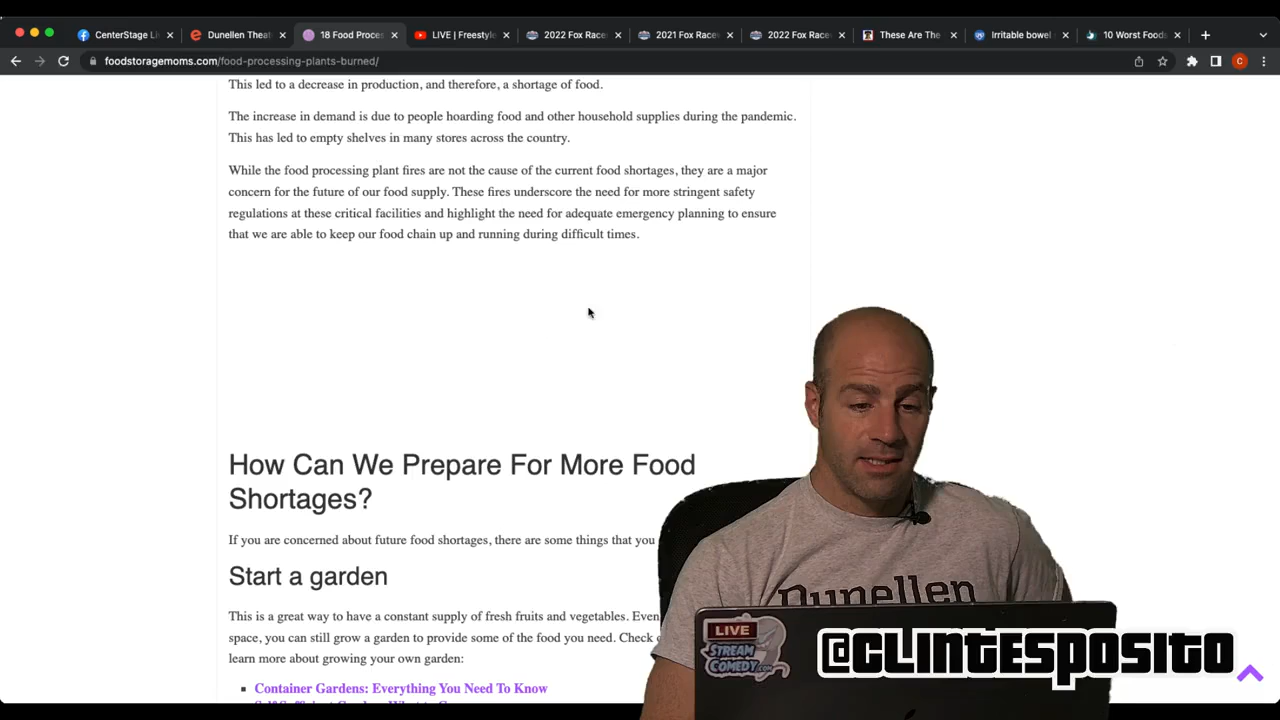 CenterStage Li
Dunellen Theat
18 Food Proces
LIVE | Freestyle
2022 Fox Race
2021 Fox Race
2022 Fox Race
These Are The
Irritable bowel
10 Worst Food
foodstoragemoms.com/food-processing-plants-burned/
This led to a decrease in production, and therefore, a shortage of food.
The increase in demand is due to people hoarding food and other household supplies during the pandemic.
This has led to empty shelves in many stores across the country.
While the food processing plant fires are not the cause of the current food shortages, they are a major
concern for the future of our food supply. These fires underscore the need for more stringent safety
regulations at these critical facilities and highlight the need for adequate emergency planning to ensure
that we are able to keep our food chain up and running during difficult times.
How Can We Prepare For More Food
Shortages?
If you are concerned about future food shortages, there are some things that you
Start a garden
This is a great way to have a constant supply of fresh fruits and vegetables. Even
space, you can still grow a garden to provide some of the food you need. Check
learn more about growing your own garden:
Container Gardens: Everything You Need To Know
Dunellen
LIVE
STREAM
COMEDY.com
@CLINTESPOSITO